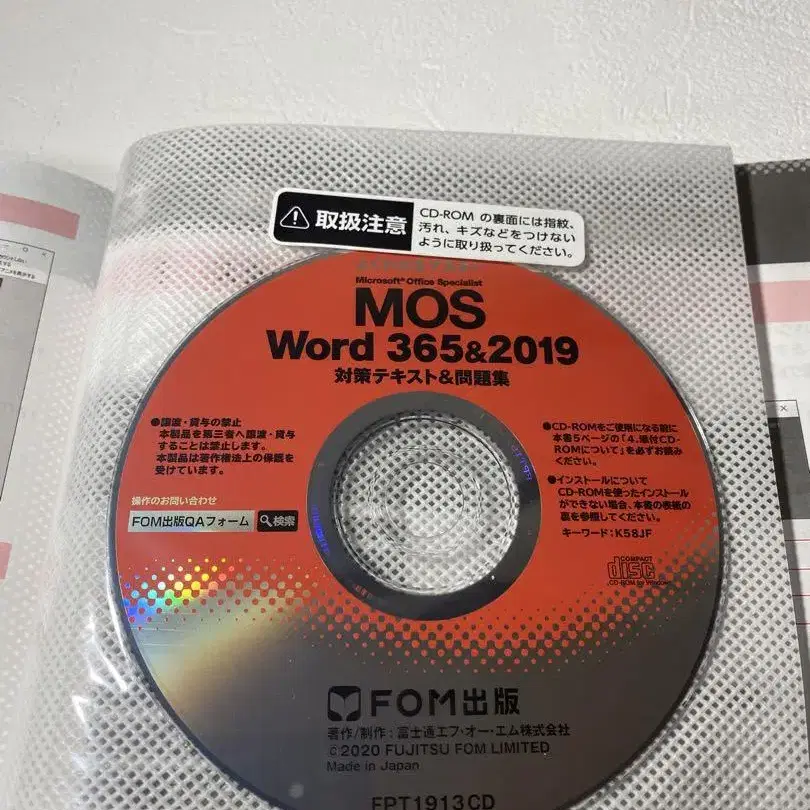 取扱注意
CD-ROM の裏面には指紋、
汚れ、キズなどをつけない
ように取り扱ってください。
Microsoft® Office Specialist
MOS
Word 365&2019
対策テキスト&問題集
●譲渡・貸与の禁止
本製品を第三者へ譲渡・貸与
することは禁止します。
本製品は著作権法上の保護を
受けています。
操作のお問い合わせ
FOM出版QAフォーム 検索
●CD-ROMをご使用になる前に
本書5ページの「4.添付CD-
ROMについて」を必ずお読み
ください。
●インストールについて
CD-ROMを使ったインストール
ができない場合、本後の表板の
裏を参照してください。
キーワード:K58JF
COMPACT
disc
CD-ROM for Windows
FOM出版
著作/制作:富士通エフ・オー・エム株式会社
©2020 FUJITSU FOM LIMITED
Made in Japan
FPT1913CD